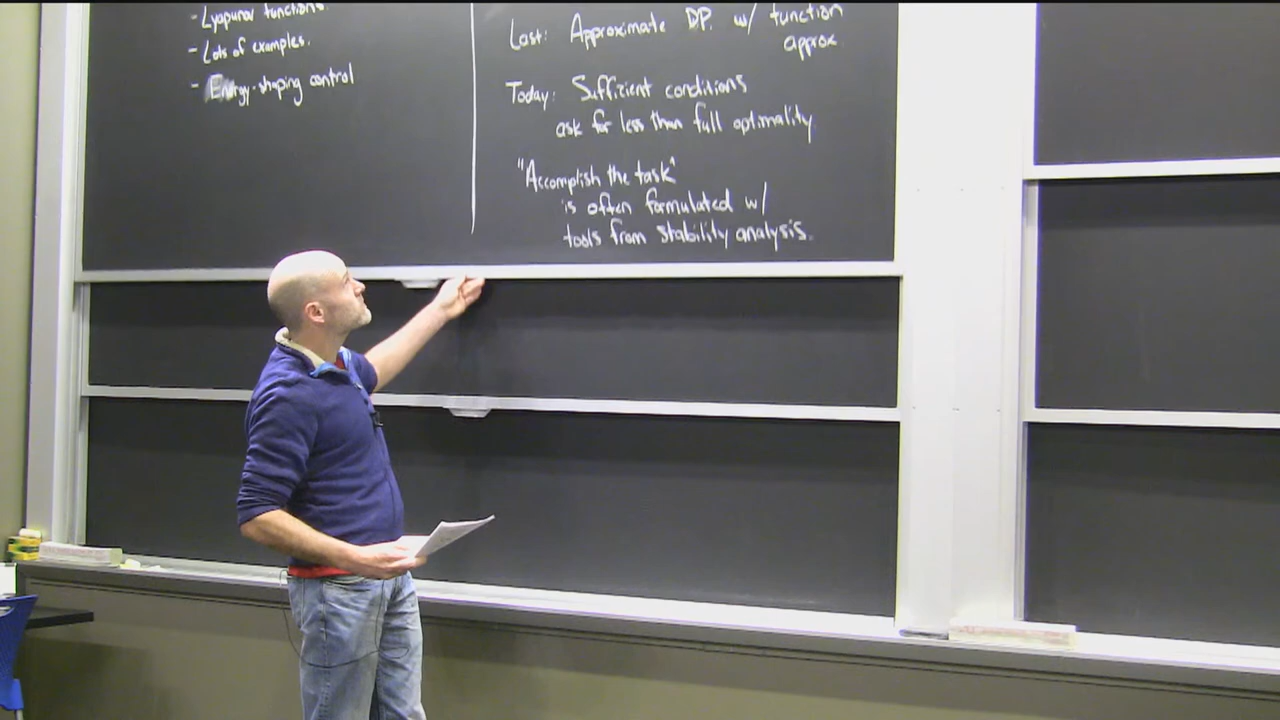 - Lyapunov functions.
- Lots of examples.
- Energy-shaping control
Last: Approximate DP. w/ function
approx.
Today: Sufficient conditions
ask for less than full optimality.
"Accomplish the task"
is often formulated w/
tools from stability analysis.